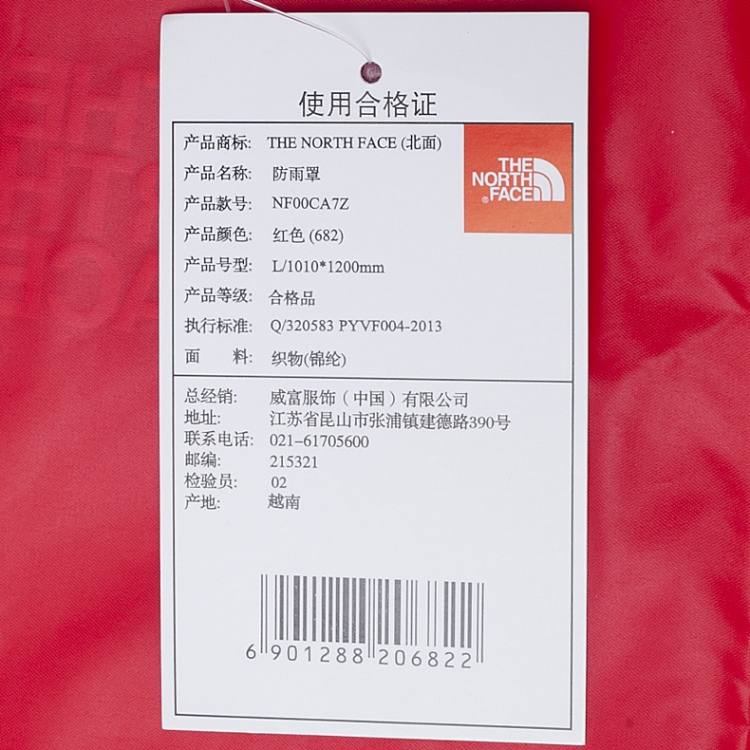 使用合格证
产品商标: THE NORTH FACE (北面)
THE
NORTH
FACE
®
产品名称: 防雨罩
产品款号: NF00CA7Z
产品颜色: 红色 (682)
产品号型: L/1010*1200mm
产品等级: 合格品
执行标准: Q/320583 PYVF004-2013
面 料: 织物(锦纶)
总经销: 威富服饰（中国）有限公司
地址: 江苏省昆山市张浦镇建德路390号
联系电话: 021-61705600
邮编: 215321
检验员: 02
产地: 越南
6 901288 206822